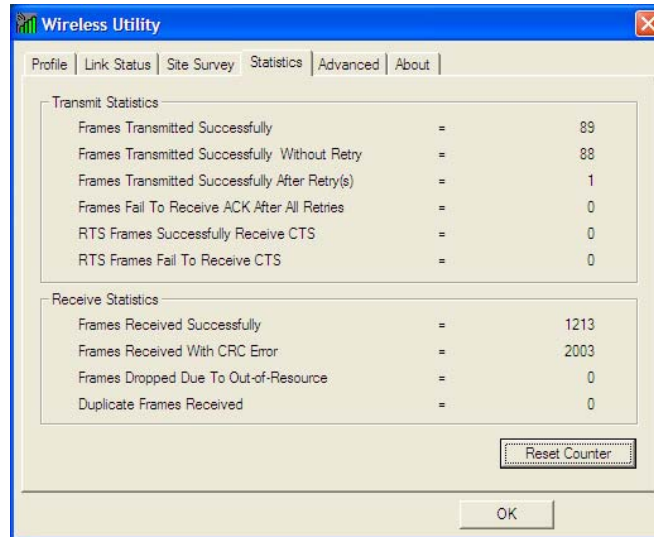 Wireless Utility
Profile Link Status Site Survey Statistics Advanced About
Transmit Statistics
Frames Transmitted Successfully = 89
Frames Transmitted Successfully Without Retry = 88
Frames Transmitted Successfully After Retry(s) = 1
Frames Fail To Receive ACK After All Retries = 0
RTS Frames Successfully Receive CTS = 0
RTS Frames Fail To Receive CTS = 0
Receive Statistics
Frames Received Successfully = 1213
Frames Received With CRC Error = 2003
Frames Dropped Due To Out-of-Resource = 0
Duplicate Frames Received = 0
Reset Counter
OK